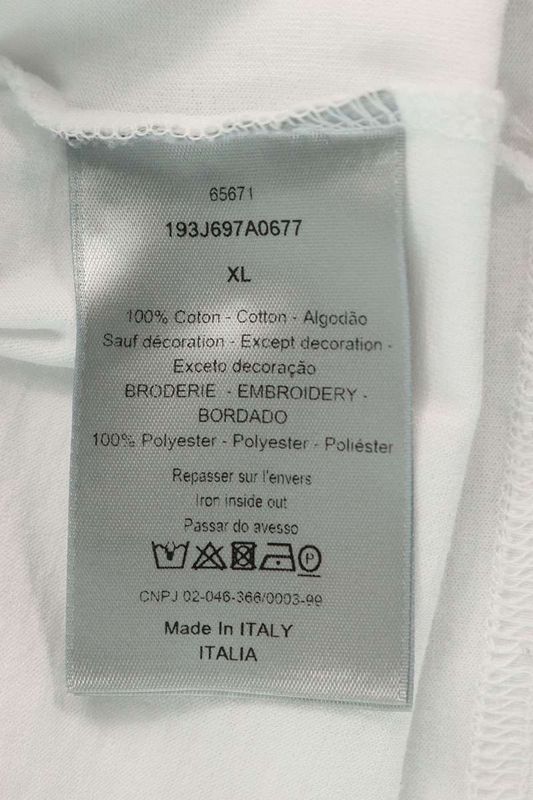 65671
193J697A0677
XL
100% Coton - Cotton - Algodão
Sauf décoration - Except decoration -
Exceto decoração
BRODERIE - EMBROIDERY -
BORDADO
100% Polyester - Polyester - Poliéster
Repasser sur l'envers
Iron inside out
Passar do avesso
P
CNPJ 02-046-366/0003-99
Made In ITALY
ITALIA